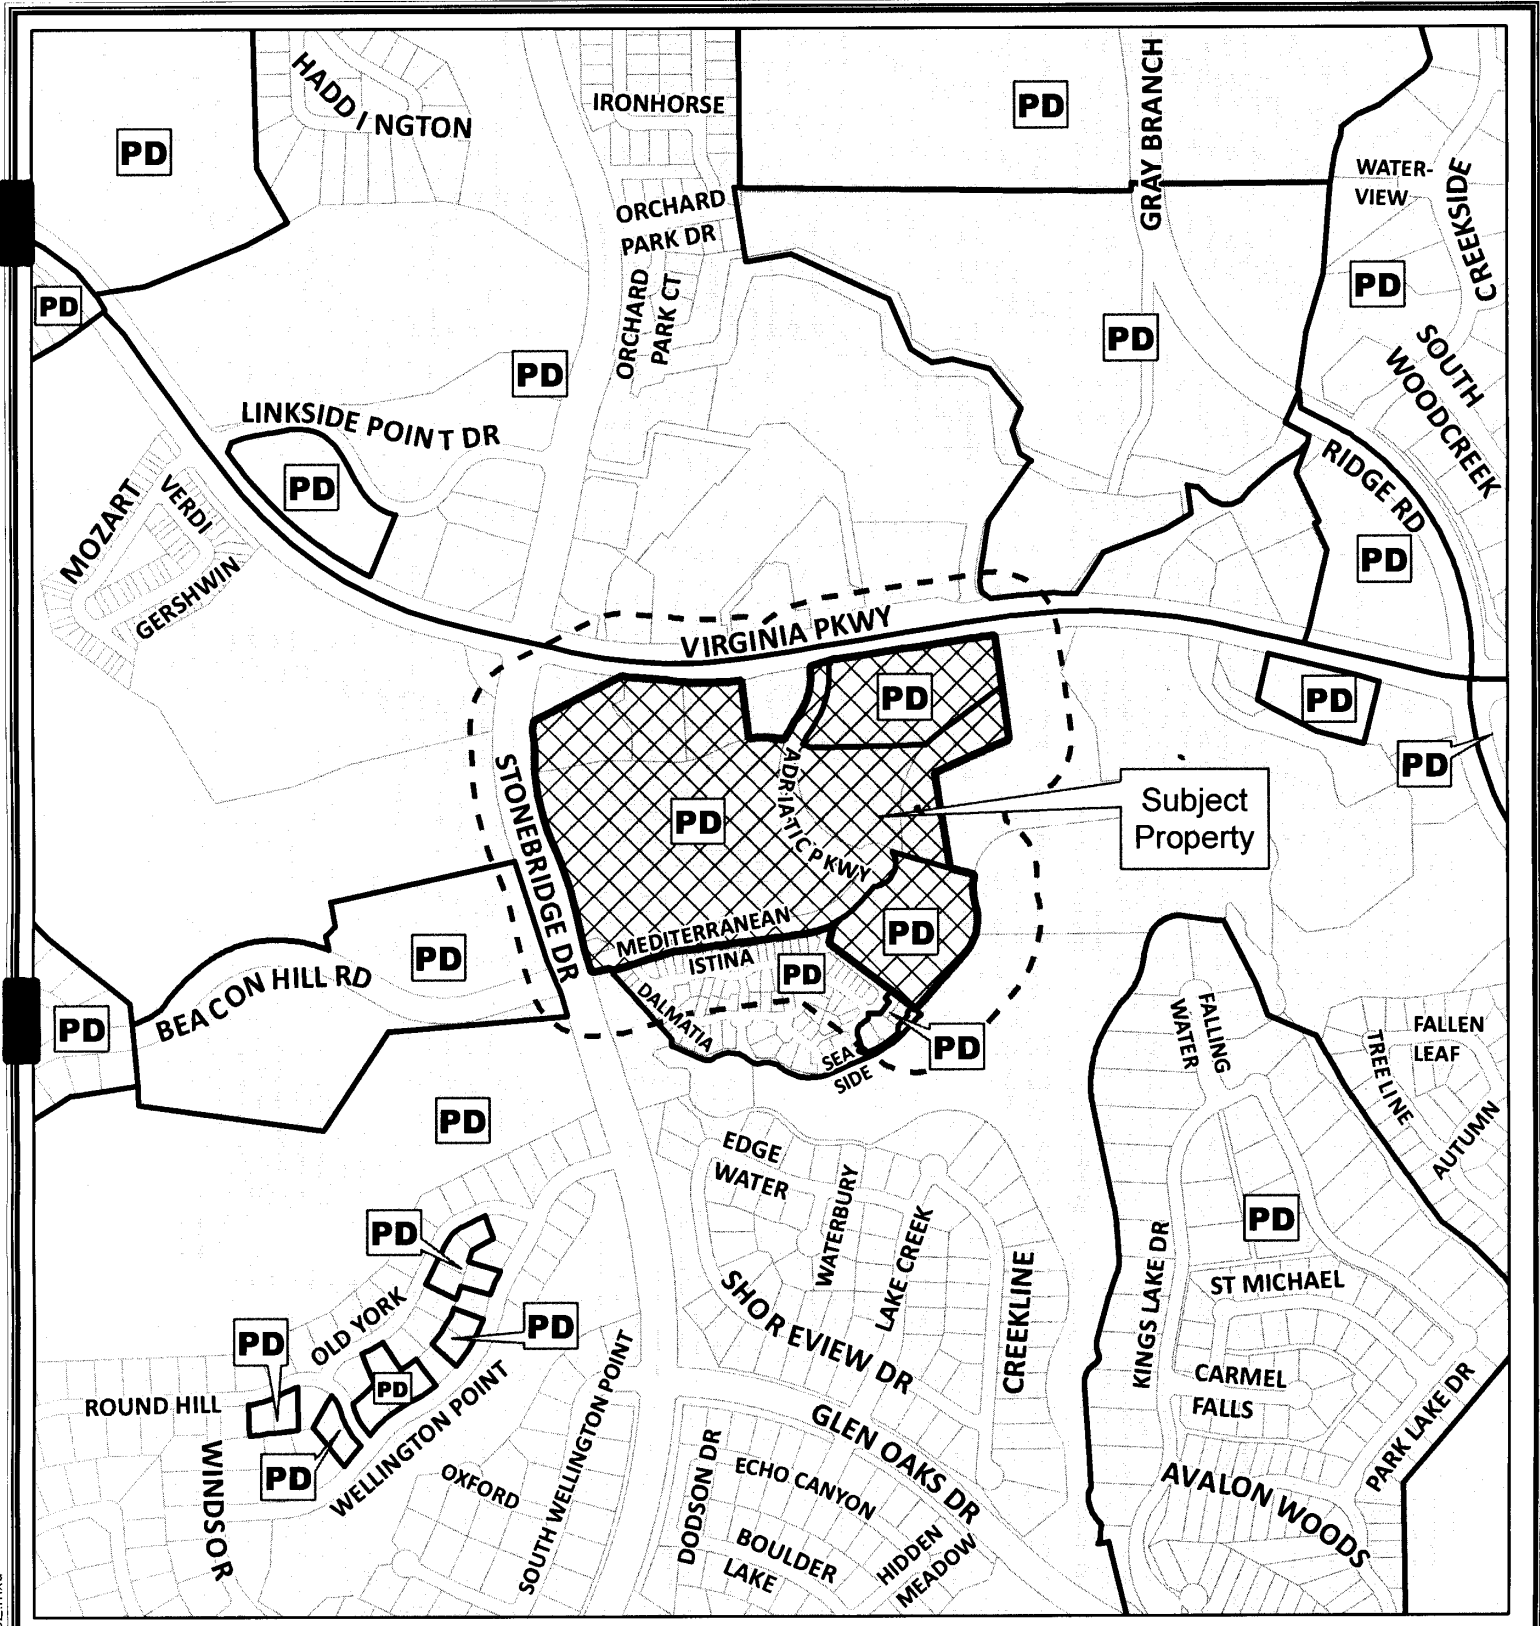 HADDINGTON
IRONHORSE
PD
PD
GRAY BRANCH
WATER-
VIEW
CREEKSIDE
ORCHARD
PARK DR
ORCHARD
PARK CT
PD
PD
PD
PD
SOUTH
WOODCREEK
LINKSIDE POINT DR
PD
RIDGE RD
MOZART
VERDI
GERSHWIN
PD
VIRGINIA PKWY
PD
PD
PD
STONEBRIDGE DR
ADRIATIC PKWY
PD
Subject
Property
MEDITERRANEAN
PD
ISTINA
PD
PD
BEACON HILL RD
PD
DALMATIA
SEA
SIDE
PD
FALLING
WATER
FALLEN
LEAF
TREE LINE
AUTUMN
PD
EDGE
WATER
WATERBURY
LAKE CREEK
CREEKLINE
SHOREVIEW DR
KINGS LAKE DR
PD
ST MICHAEL
PD
OLD YORK
PD
PD
PD
ROUND HILL
PD
WINDSOR
WELLINGTON POINT
OXFORD
SOUTH WELLINGTON POINT
CARMEL
FALLS
PARK LAKE DR
AVALON WOODS
GLEN OAKS DR
DODSON DR
ECHO CANYON
BOULDER
LAKE
HIDDEN
MEADOW